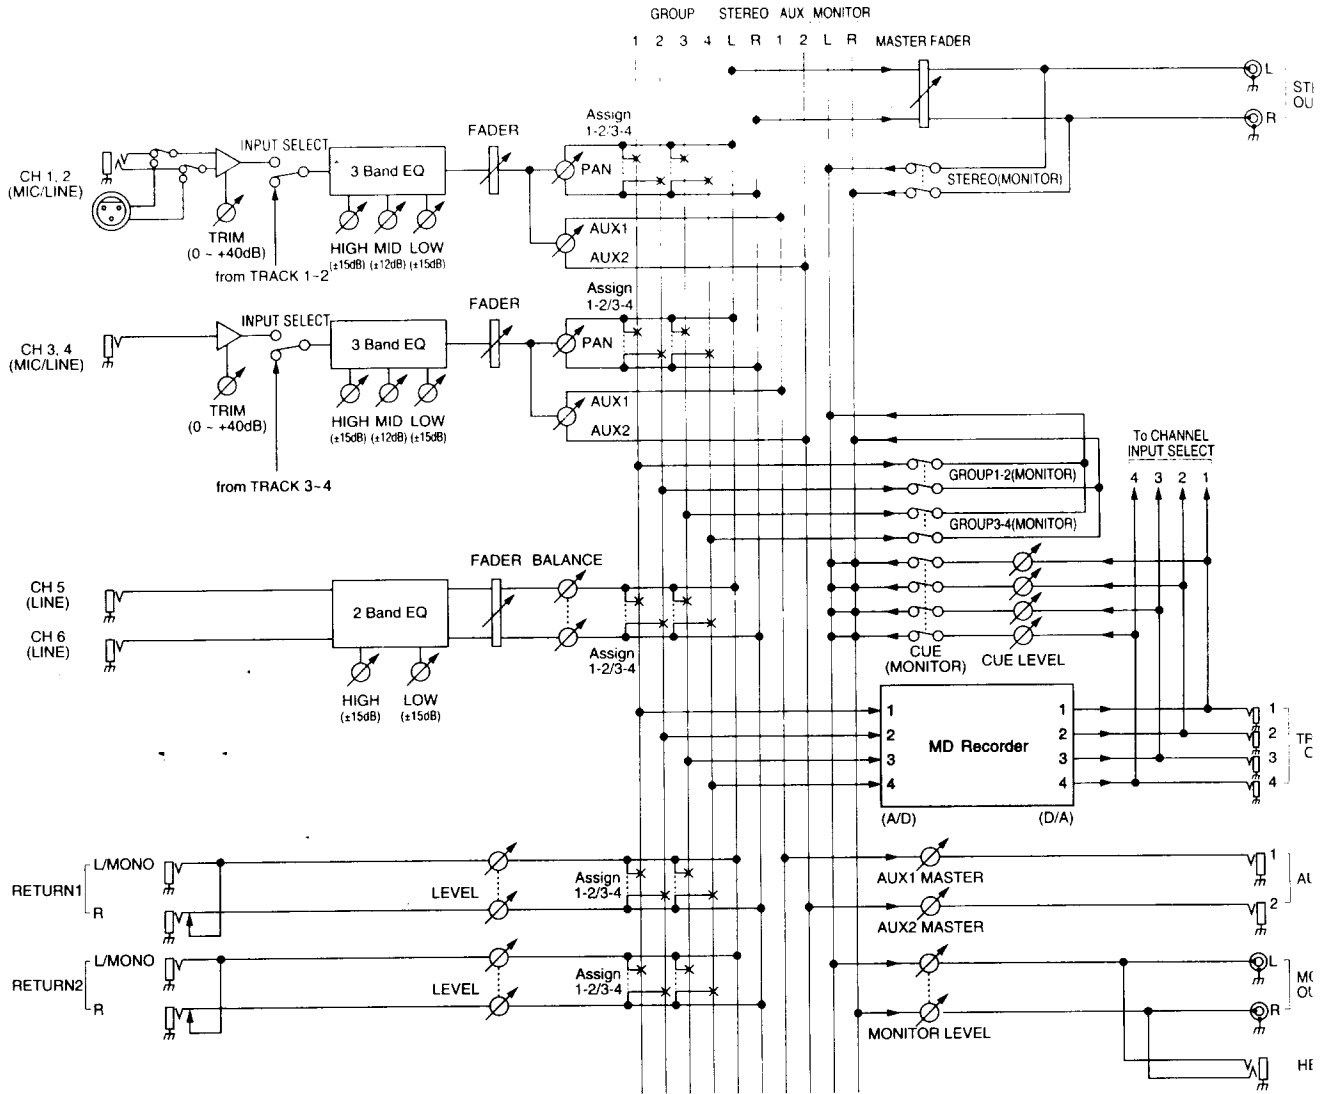 GROUP STEREO AUX MONITOR
1 2 3 4 L R 1 2 L R MASTER FADER
L
R
Assign
1-2/3-4
FADER
INPUT SELECT
CH 1, 2
(MIC/LINE)
3 Band EQ
PAN
STEREO(MONITOR)
TRIM
(0 ~ +40dB)
HIGH MID LOW
(±15dB) (±12dB) (±15dB)
AUX1
AUX2
from TRACK 1~2
Assign
1-2/3-4
FADER
INPUT SELECT
CH 3, 4
(MIC/LINE)
3 Band EQ
PAN
TRIM
(0 ~ +40dB)
HIGH MID LOW
(±15dB) (±12dB) (±15dB)
AUX1
AUX2
from TRACK 3~4
To CHANNEL
INPUT SELECT
4 3 2 1
GROUP1-2(MONITOR)
GROUP3-4(MONITOR)
CUE
(MONITOR)
CUE LEVEL
FADER BALANCE
CH 5
(LINE)
CH 6
(LINE)
2 Band EQ
Assign
1-2/3-4
HIGH
(±15dB)
LOW
(±15dB)
1 1 1
2 MD Recorder 2 2
3 3 3
4 4 4
(A/D) (D/A)
RETURN1
L/MONO
R
LEVEL
Assign
1-2/3-4
AUX1 MASTER
1
AUX2 MASTER
2
RETURN2
L/MONO
R
LEVEL
Assign
1-2/3-4
MONITOR LEVEL
L
R